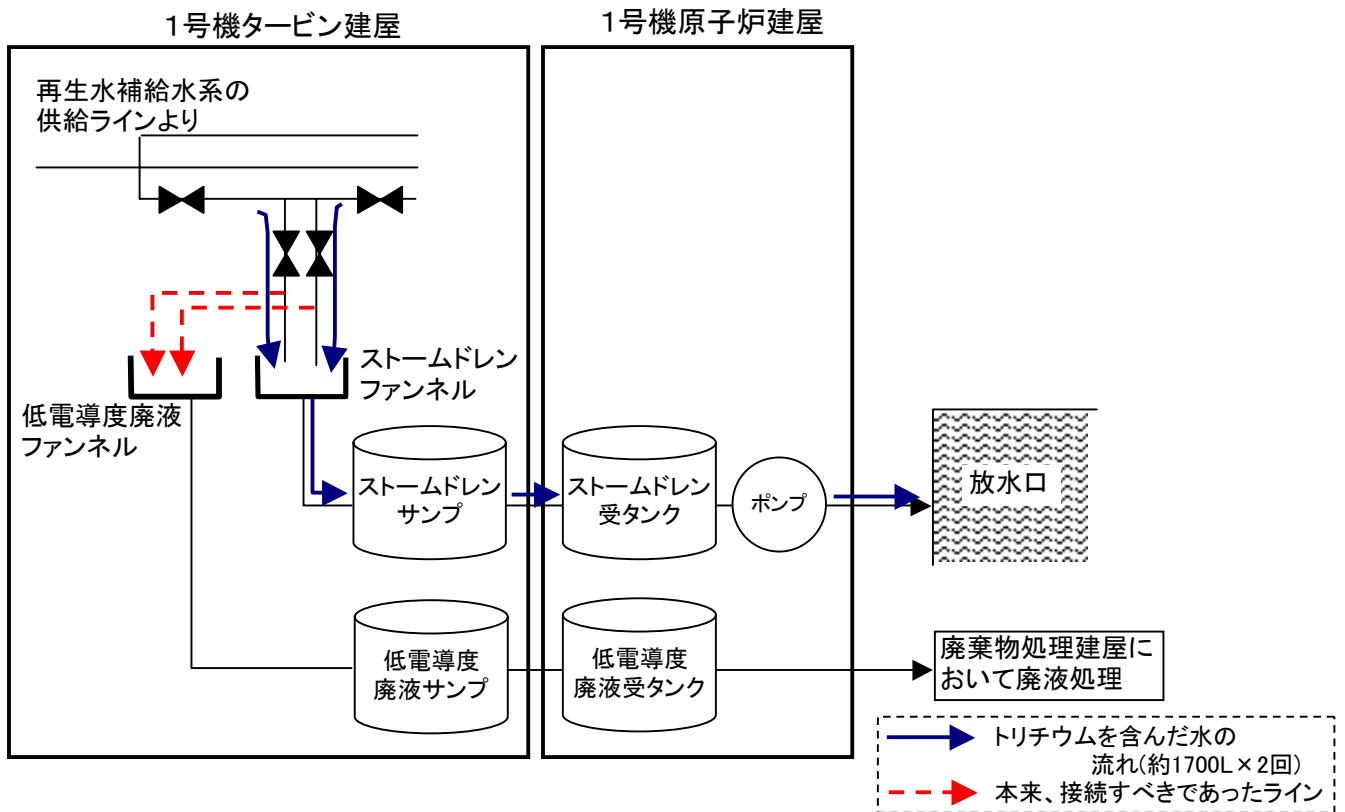 1号機タービン建屋
1号機原子炉建屋
再生水補給水系の
供給ラインより
ストームドレン
ファンネル
低電導度廃液
ファンネル
ストームドレン
サンプ
ストームドレン
受タンク
ポンプ
放水口
低電導度
廃液サンプ
低電導度
廃液受タンク
廃棄物処理建屋に
おいて廃液処理
トリチウムを含んだ水の
流れ(約1700L×2回)
本来、接続すべきであったライン